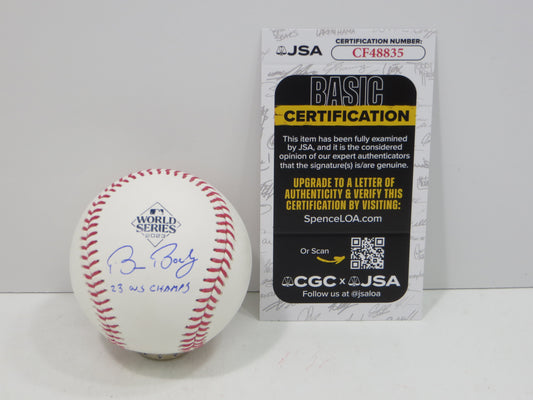 JSA
CERTIFICATION NUMBER:
CF48835
BASIC
CERTIFICATION
This item has been fully examined
by JSA, and it is the considered
opinion of our expert authenticators
that the signature(s) is/are genuine.
UPGRADE TO A LETTER OF
AUTHENTICITY & VERIFY THIS
CERTIFICATION BY VISITING:
SpenceLOA.com
Or Scan
CGC x JSA
Follow us at @jsaloa
WORLD
SERIES
2023
23 W.S CHAMPS